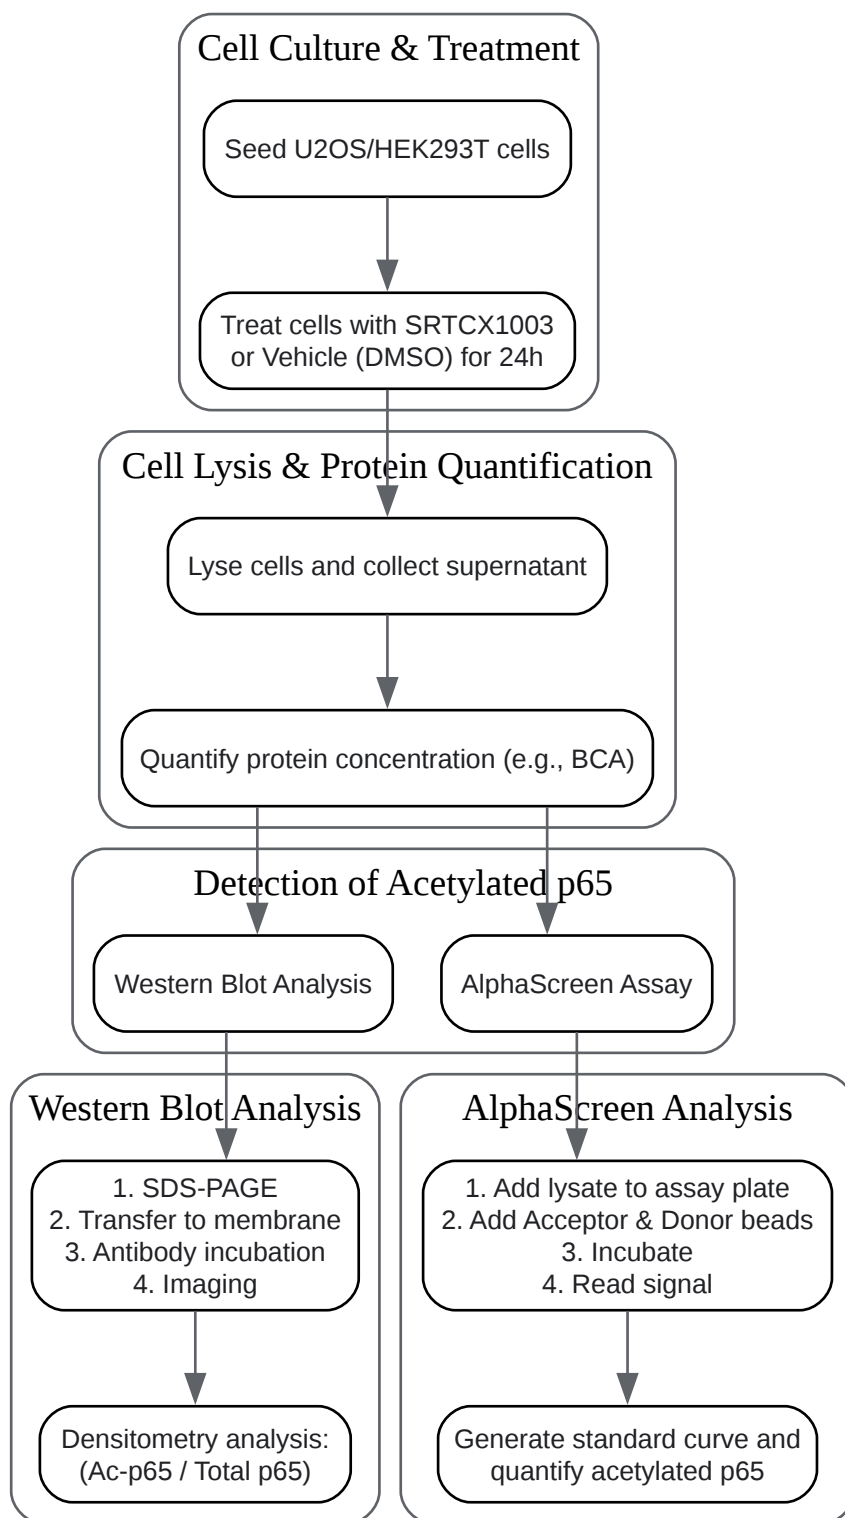 Cell Culture & Treatment
Seed U2OS/HEK293T cells
Treat cells with SRTCX1003
or Vehicle (DMSO) for 24h
Cell Lysis & Protein Quantification
Lyse cells and collect supernatant
Quantify protein concentration (e.g., BCA)
Detection of Acetylated p65
Western Blot Analysis
AlphaScreen Assay
Western Blot Analysis
1. SDS-PAGE
2. Transfer to membrane
3. Antibody incubation
4. Imaging
Densitometry analysis:
(Ac-p65 / Total p65)
AlphaScreen Analysis
1. Add lysate to assay plate
2. Add Acceptor & Donor beads
3. Incubate
4. Read signal
Generate standard curve and
quantify acetylated p65